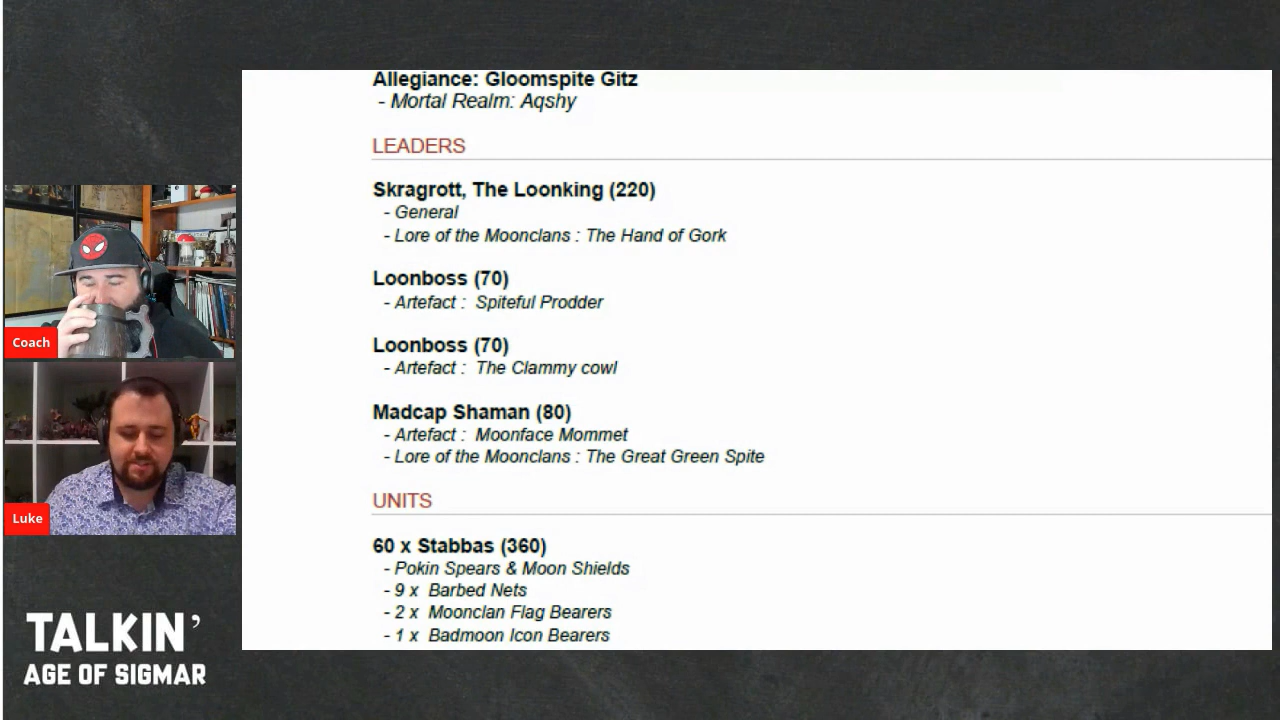 Allegiance: Gloomspite Gitz
- Mortal Realm: Aqshy
LEADERS
Skragrott, The Loonking (220)
- General
- Lore of the Moonclans : The Hand of Gork
Loonboss (70)
- Artefact : Spiteful Prodder
Loonboss (70)
- Artefact : The Clammy cowl
Madcap Shaman (80)
- Artefact : Moonface Mommet
- Lore of the Moonclans : The Great Green Spite
UNITS
60 x Stabbas (360)
- Pokin Spears & Moon Shields
- 9 x Barbed Nets
- 2 x Moonclan Flag Bearers
- 1 x Badmoon Icon Bearers
Coach
Luke
TALKIN'
AGE OF SIGMAR